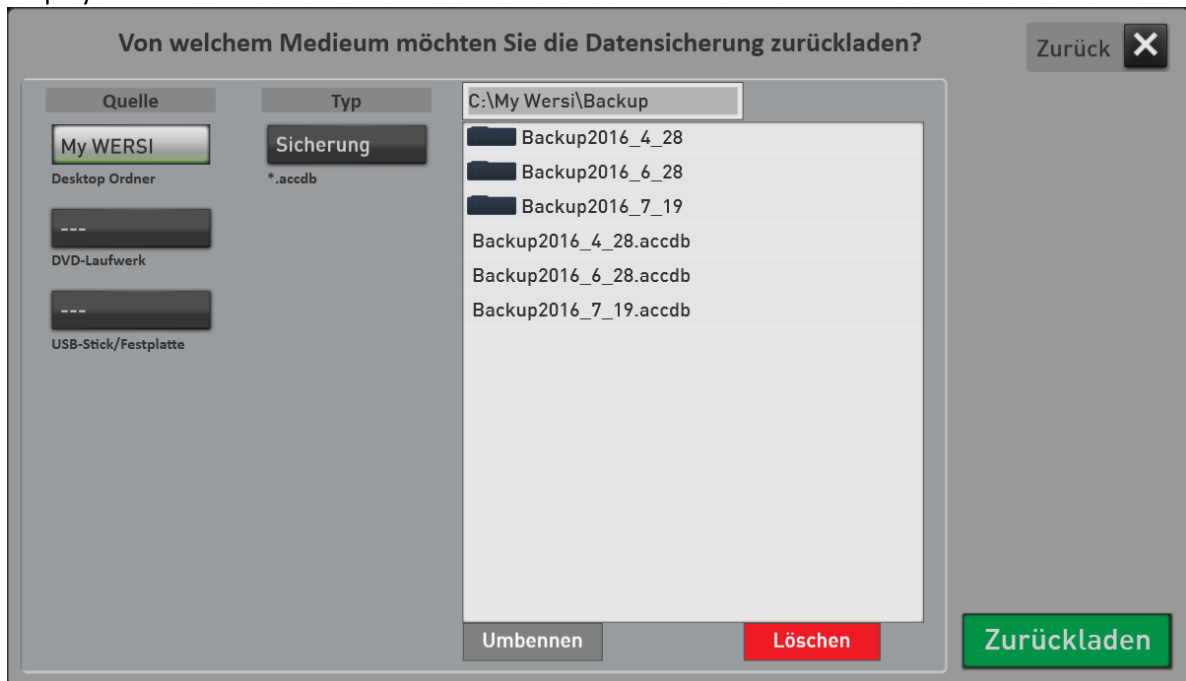 Von welchem Medieum möchten Sie die Datensicherung zurückladen?
Zurück
Quelle
Typ
C:\My Wersi\Backup
My WERSI
Desktop Ordner
Sicherung
*.accdb
---
DVD-Laufwerk
---
USB-Stick/Festplatte
Backup2016_4_28
Backup2016_6_28
Backup2016_7_19
Backup2016_4_28.accdb
Backup2016_6_28.accdb
Backup2016_7_19.accdb
Umbennen
Löschen
Zurückladen